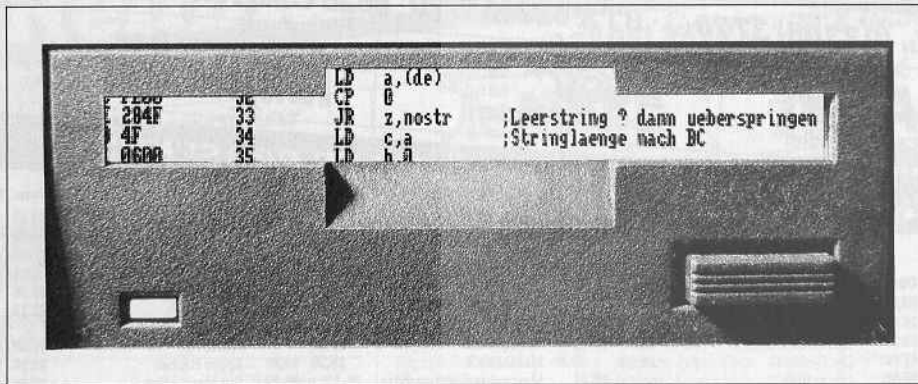 LD a,(de)
CP 0
284F 33 JR z,nostr ;Leerstring ? dann ueberspringen
4F 34 LD c,a ;Stringlaenge nach BC
0600 35 LD b,0